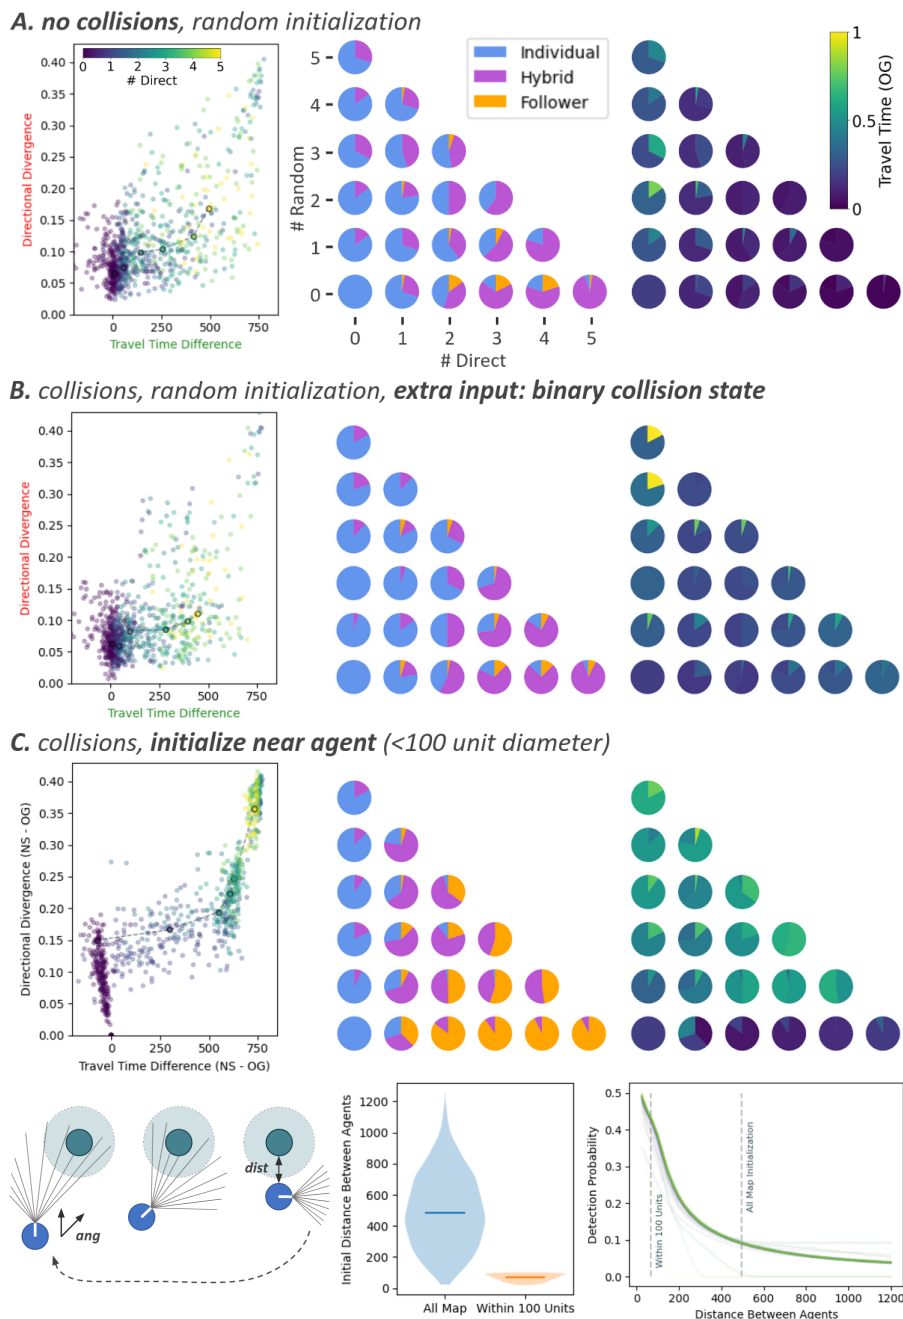 A. no collisions, random initialization
0 1 2 3 4 5
# Direct
0.40
0.35
0.30
0.25
0.20
0.15
0.10
0.05
0.00
Directional Divergence
0 250 500 750
Travel Time Difference
Individual
Hybrid
Follower
5
4
3
2
1
0
# Random
0 1 2 3 4 5
# Direct
1
0.5
0
Travel Time (OG)
B. collisions, random initialization, extra input: binary collision state
0.40
0.35
0.30
0.25
0.20
0.15
0.10
0.05
0.00
Directional Divergence
0 250 500 750
Travel Time Difference
C. collisions, initialize near agent (<100 unit diameter)
0.40
0.35
0.30
0.25
0.20
0.15
0.10
0.05
0.00
Directional Divergence (NS - OG)
0 250 500 750
Travel Time Difference (NS - OG)
ang
dist
1200
1000
800
600
400
200
0
Initial Distance Between Agents
All Map Within 100 Units
0.5
0.4
0.3
0.2
0.1
0.0
Detection Probability
Within 100 Units
All Map Initialization
0 200 400 600 800 1000 1200
Distance Between Agents